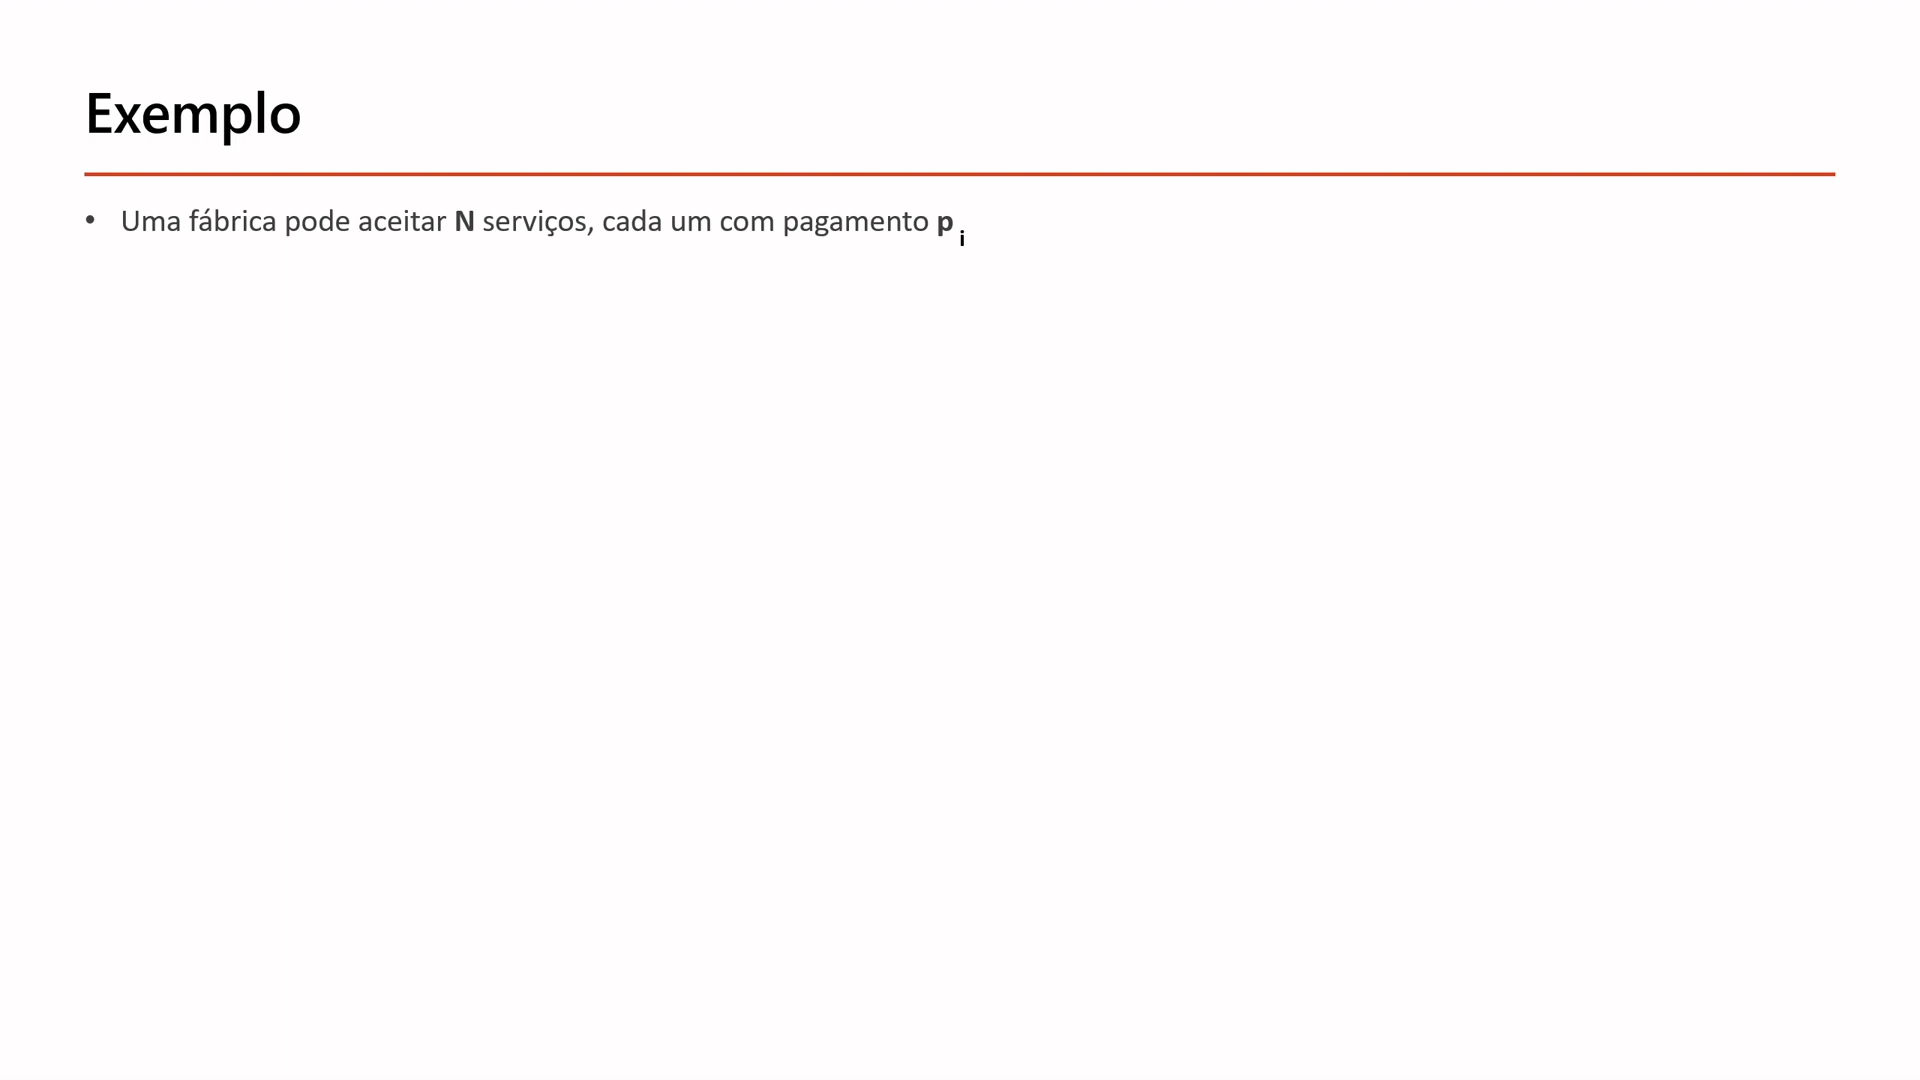 Exemplo
• Uma fábrica pode aceitar N serviços, cada um com pagamento p i